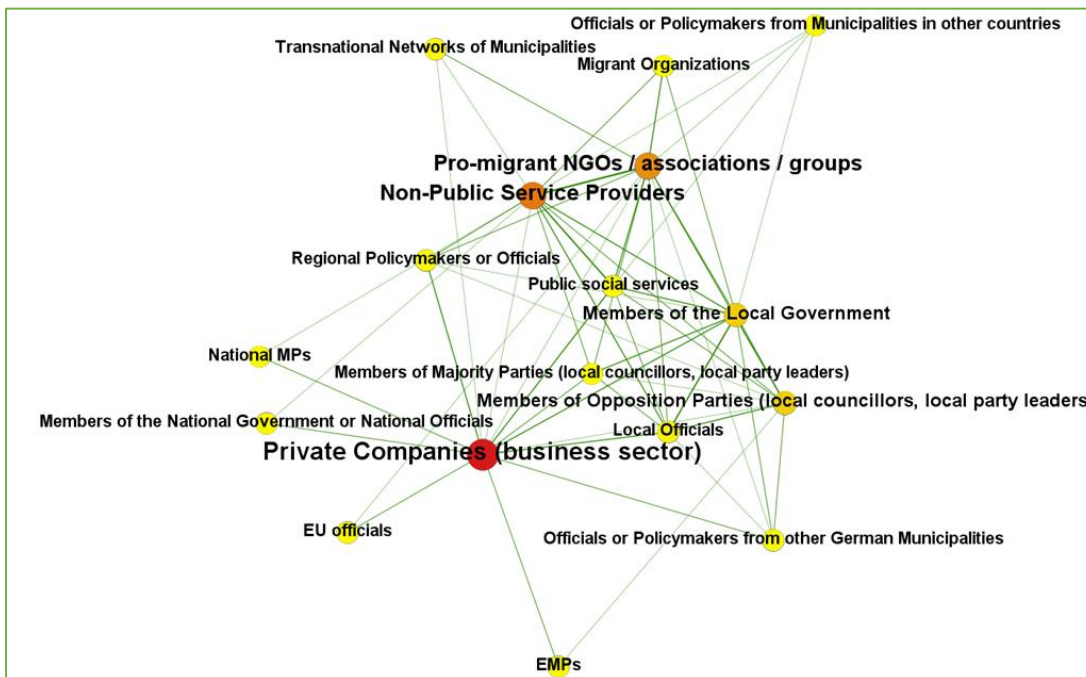 Officials or Policymakers from Municipalities in other countries
Transnational Networks of Municipalities
Migrant Organizations
Pro-migrant NGOs / associations / groups
Non-Public Service Providers
Regional Policymakers or Officials
Public social services
Members of the Local Government
National MPs
Members of Majority Parties (local councillors, local party leaders)
Members of Opposition Parties (local councillors, local party leaders
Members of the National Government or National Officials
Local Officials
Private Companies (business sector)
EU officials
Officials or Policymakers from other German Municipalities
EMPs